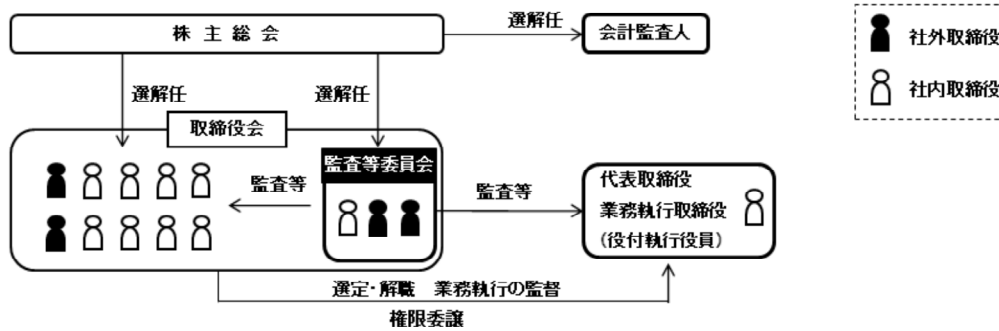 株主総会
選解任
会計監査人
社外取締役
社内取締役
選解任
選解任
取締役会
監査等委員会
監査等
監査等
代表取締役
業務執行取締役
(役付執行役員)
選定・解職 業務執行の監督
権限委譲